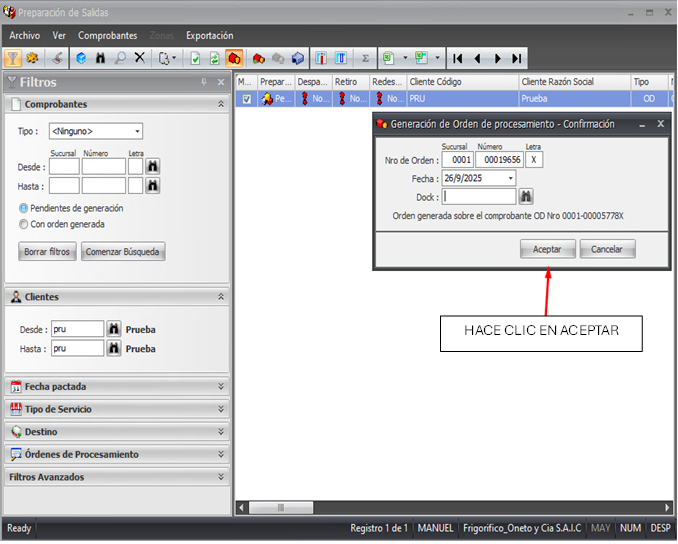 Preparación de Salidas
Archivo Ver Comprobantes Zonas Exportación
Filtros
Comprobantes
Tipo : <Ninguno>
Sucursal Número Letra
Desde :
Hasta :
Pendientes de generación
Con orden generada
Borrar filtros Comenzar Búsqueda
Clientes
Desde : pru Prueba
Hasta : pru Prueba
Fecha pactada
Tipo de Servicio
Destino
Órdenes de Procesamiento
Filtros Avanzados
M... Prepar... Despa... Retiro Redes... Cliente Código Cliente Razón Social Tipo
Pe... No... No... No... PRU Prueba OD
Generación de Orden de procesamiento - Confirmación
Sucursal Número Letra
Nro de Orden : 0001 00019656 X
Fecha : 26/9/2025
Dock :
Orden generada sobre el comprobante OD Nro 0001-00005778X
Aceptar Cancelar
HACE CLIC EN ACEPTAR
Ready Registro 1 de 1 MANUEL Frigorifico_Oneto y Cia S.A.I.C MAY NUM DESP